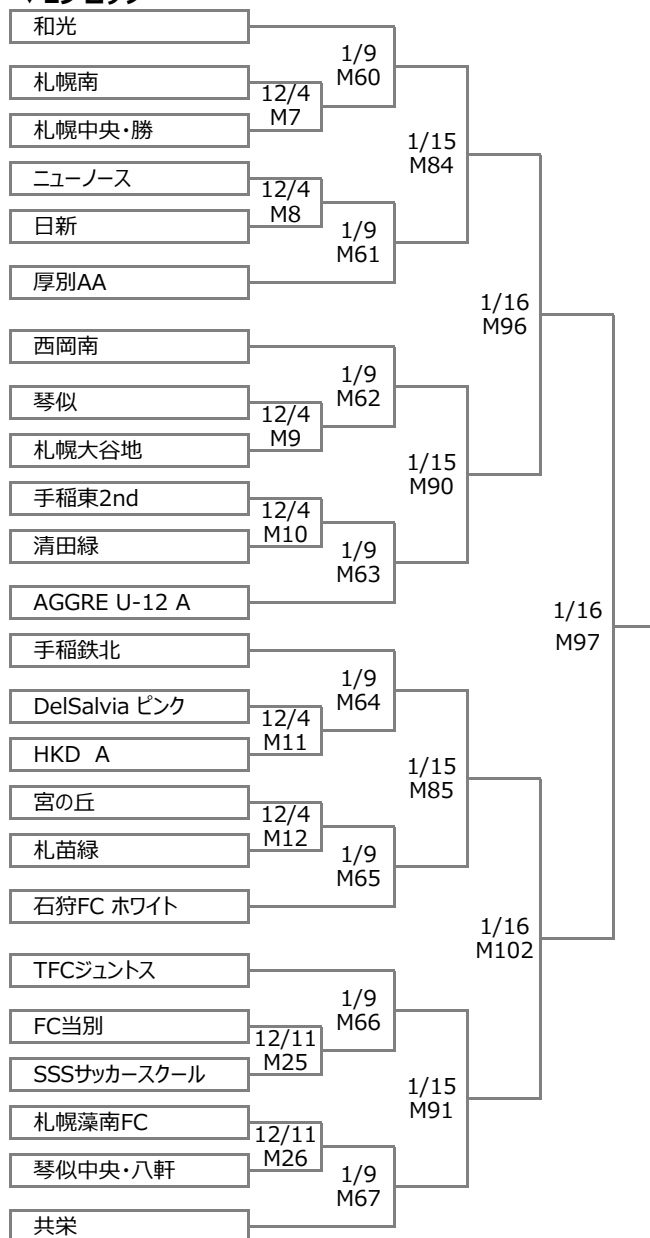 和光
札幌南
札幌中央・勝
ニューノース
日新
厚別AA
西岡南
琴似
札幌大谷地
手稲東2nd
清田緑
AGGRE U-12 A
手稲鉄北
DelSalvia ピンク
HKD A
宮の丘
札苗緑
石狩FC ホワイト
TFCジュントス
FC当別
SSSサッカースクール
札幌藻南FC
琴似中央・八軒
共栄
12/4
M7
12/4
M8
12/4
M9
12/4
M10
12/4
M11
12/4
M12
12/11
M25
12/11
M26
1/9
M60
1/9
M61
1/9
M62
1/9
M63
1/9
M64
1/9
M65
1/9
M66
1/9
M67
1/15
M84
1/15
M90
1/15
M85
1/15
M91
1/16
M96
1/16
M102
1/16
M97